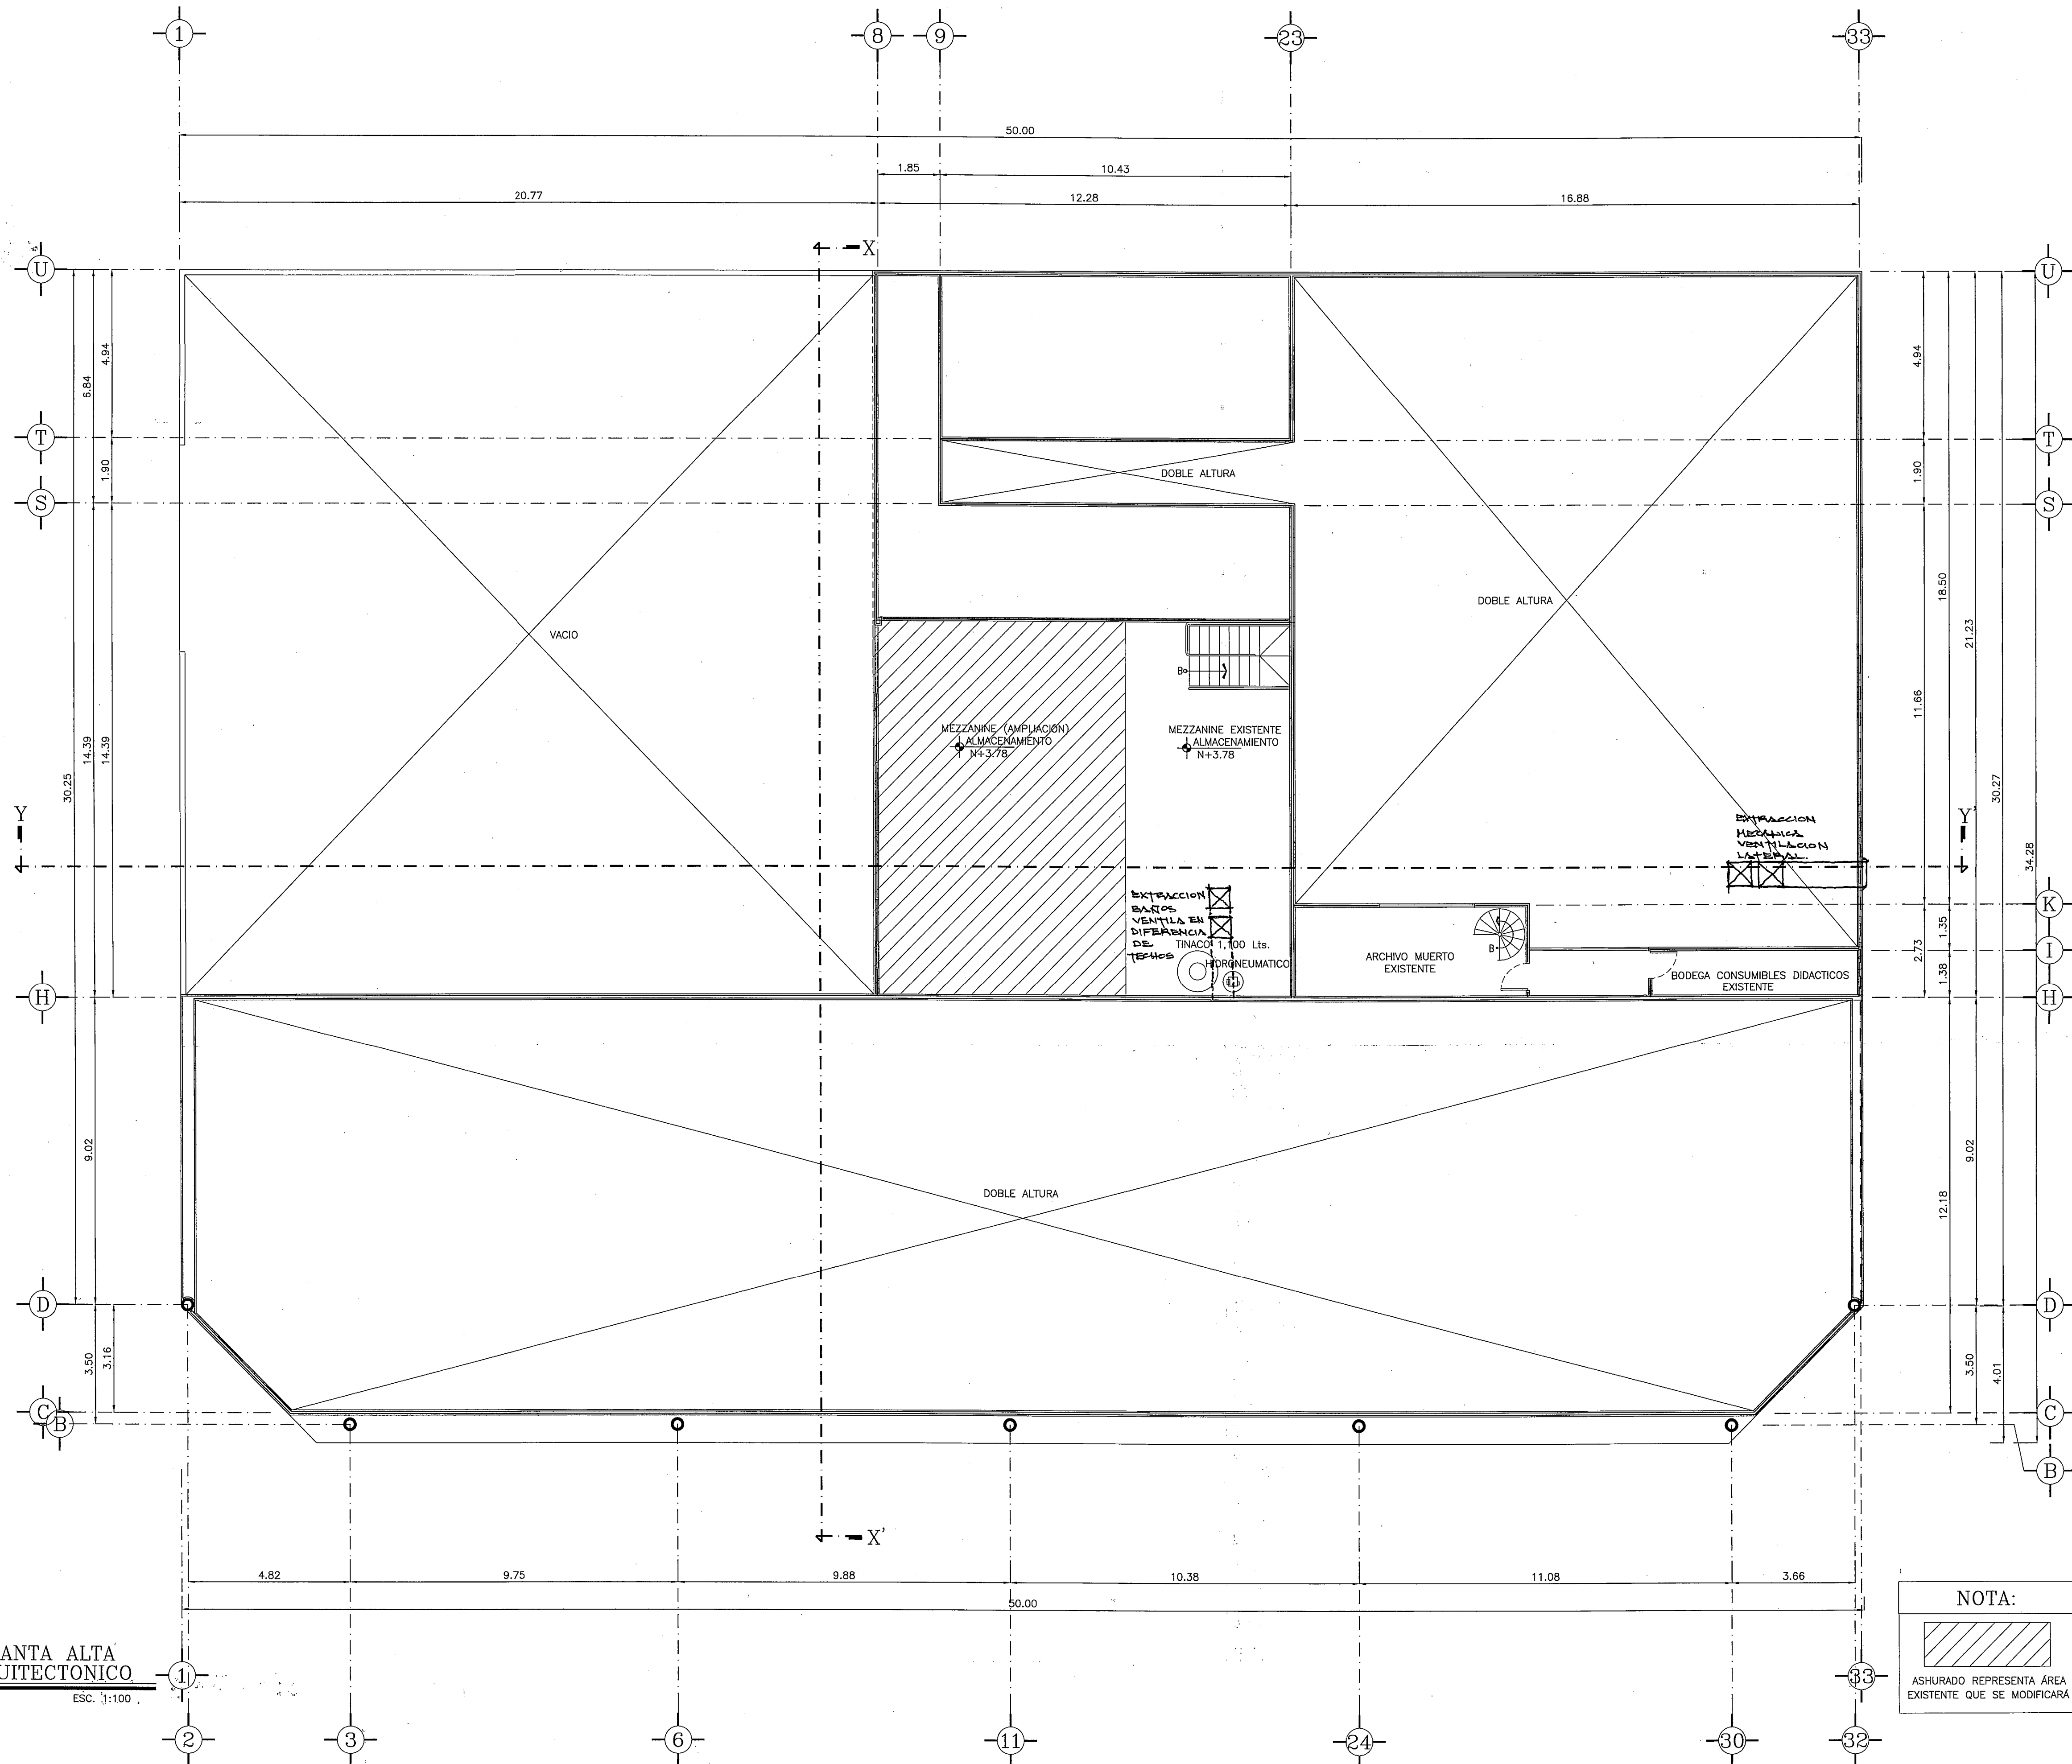 1
8
9
23
33
50.00
1.85
10.43
20.77
12.28
16.88
X
U
U
4.94
6.84
4.94
T
T
1.90
DOBLE ALTURA
1.90
S
S
18.50
DOBLE ALTURA
21.23
VACIO
B
11.66
MEZZANINE (AMPLIACIÓN)
ALMACENAMIENTO
N+3.78
MEZZANINE EXISTENTE
ALMACENAMIENTO
N+3.78
14.39
14.39
30.25
30.27
Y
Y'
EXTRACCION
MECANICA
VENTILACION
LATERAL.
34.28
EXTRACCION
BAÑOS
VENTILA EN
DIFERENCIA
DE
TECHOS
TINACO 1,100 Lts.
HIDRONEUMATICO
ARCHIVO MUERTO
EXISTENTE
B
BODEGA CONSUMIBLES DIDACTICOS
EXISTENTE
K
1.35
2.73
I
1.38
H
H
9.02
9.02
DOBLE ALTURA
12.18
D
D
3.50
3.16
3.50
4.01
C
B
C
B
X'
4.82
9.75
9.88
10.38
11.08
3.66
50.00
NOTA:
ASHURADO REPRESENTA ÁREA
EXISTENTE QUE SE MODIFICARÁ
ANTA ALTA
UITECTONICO
ESC. 1:100
1
33
2
3
6
11
24
30
32